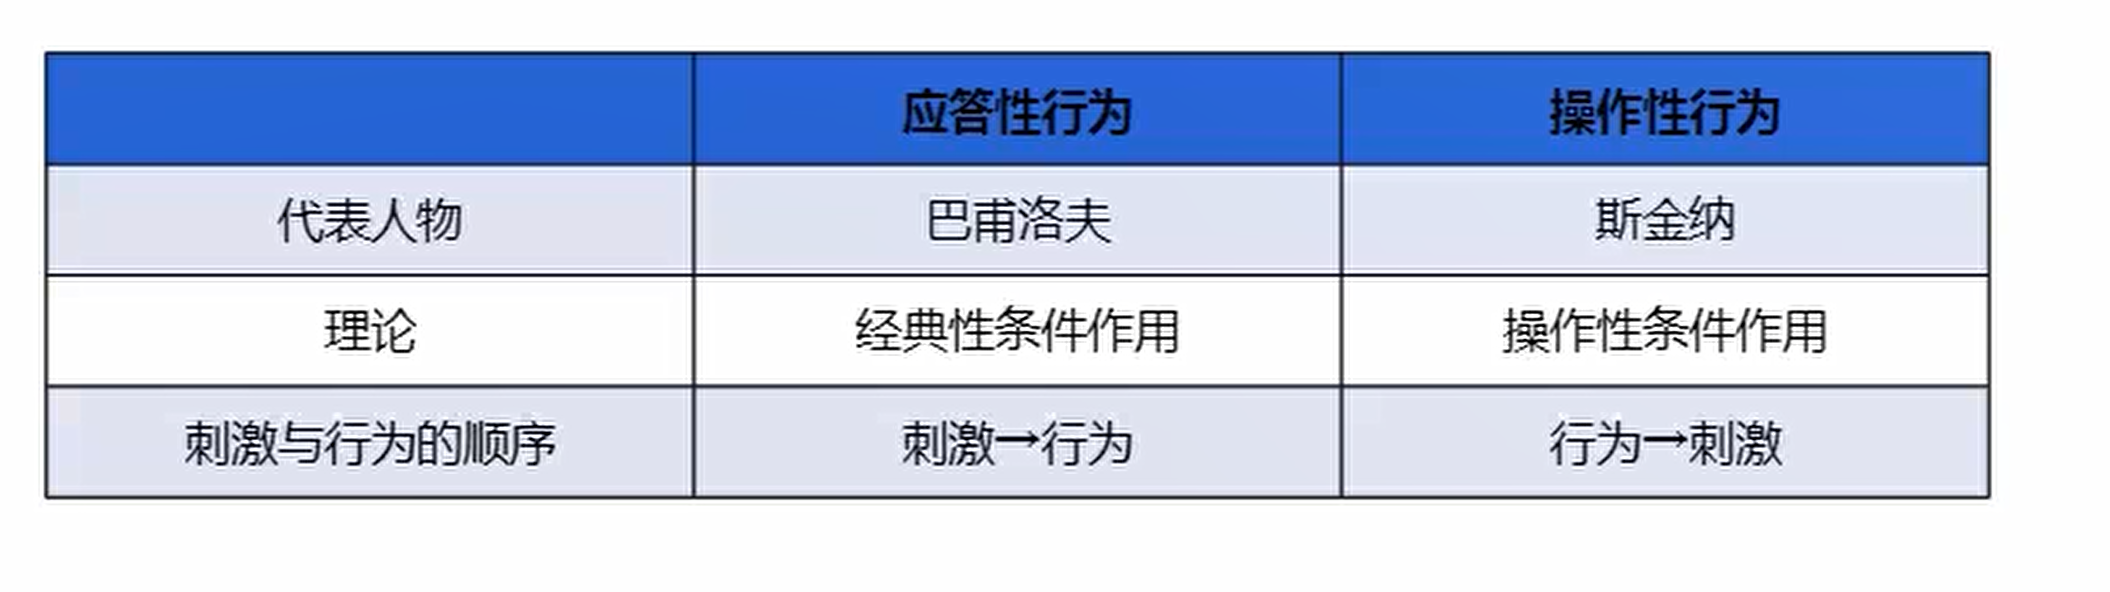 应答性行为 操作性行为
代表人物 巴甫洛夫 斯金纳
理论 经典性条件作用 操作性条件作用
刺激与行为的顺序 刺激→行为 行为→刺激